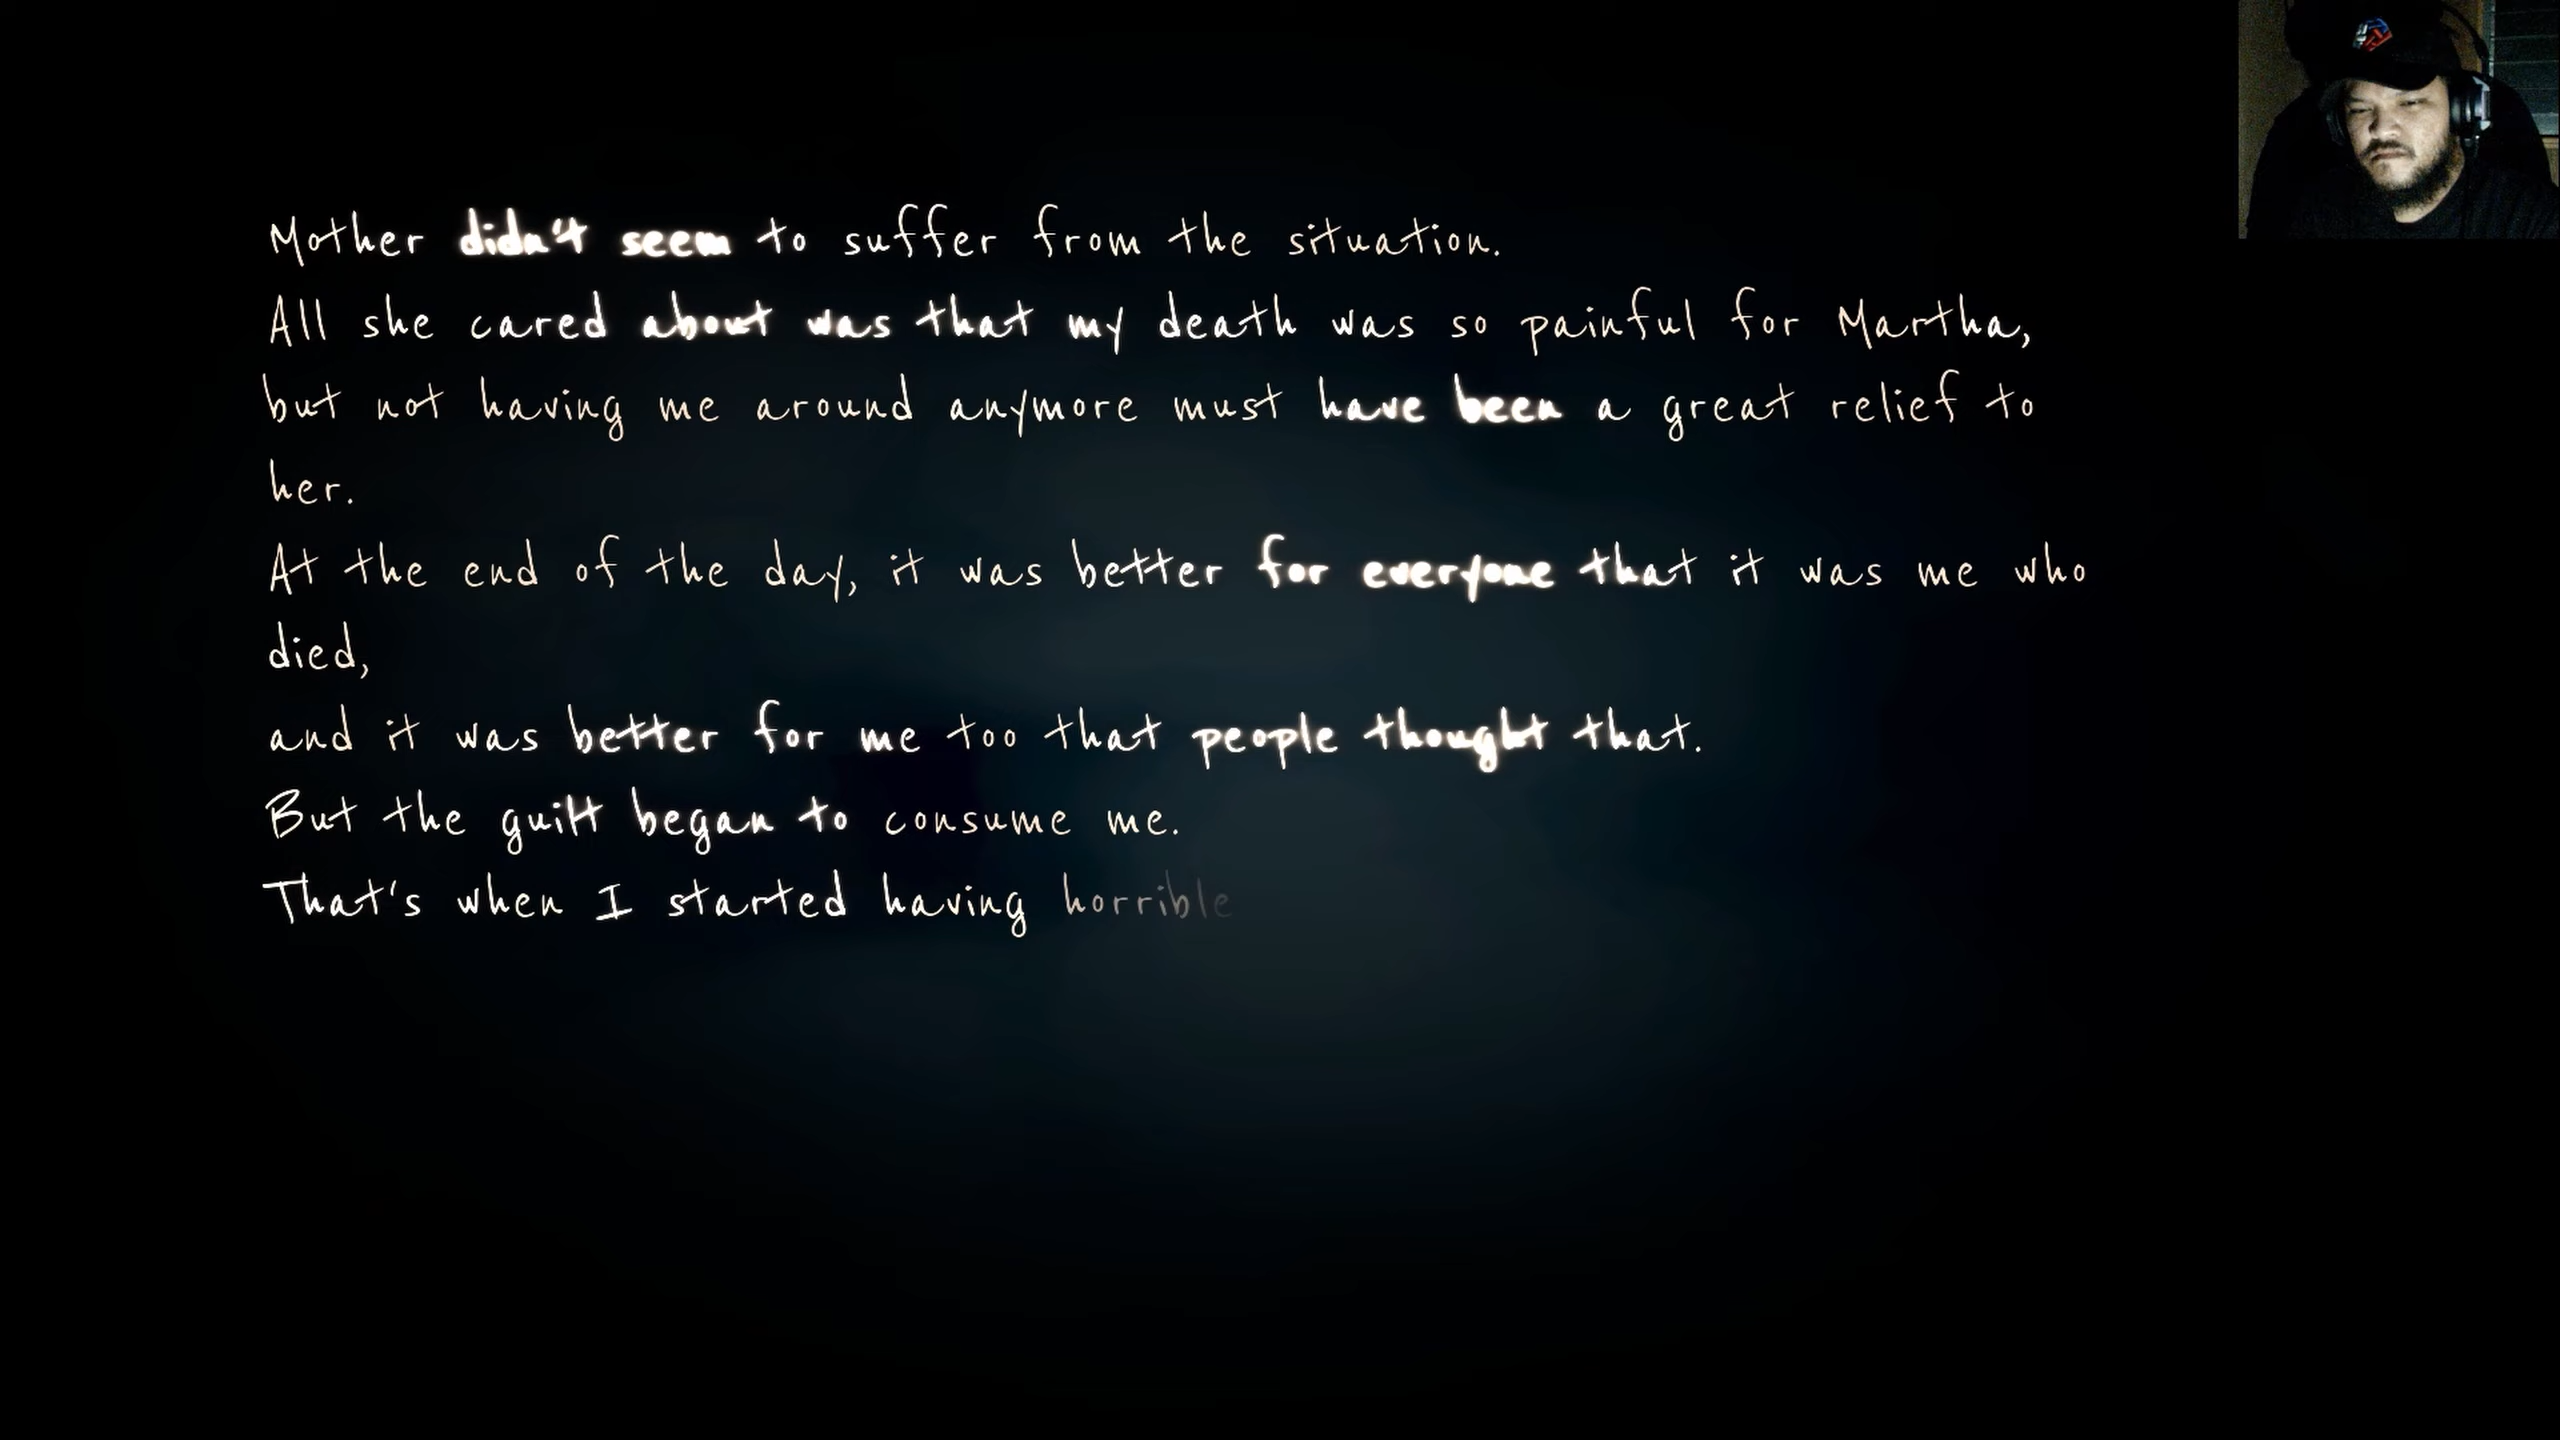 Mother didn't seem to suffer from the situation.
All she cared about was that my death was so painful for Martha,
but not having me around anymore must have been a great relief to
her.
At the end of the day, it was better for everyone that it was me who
died,
and it was better for me too that people thought that.
But the guilt began to consume me.
That's when I started having horrible